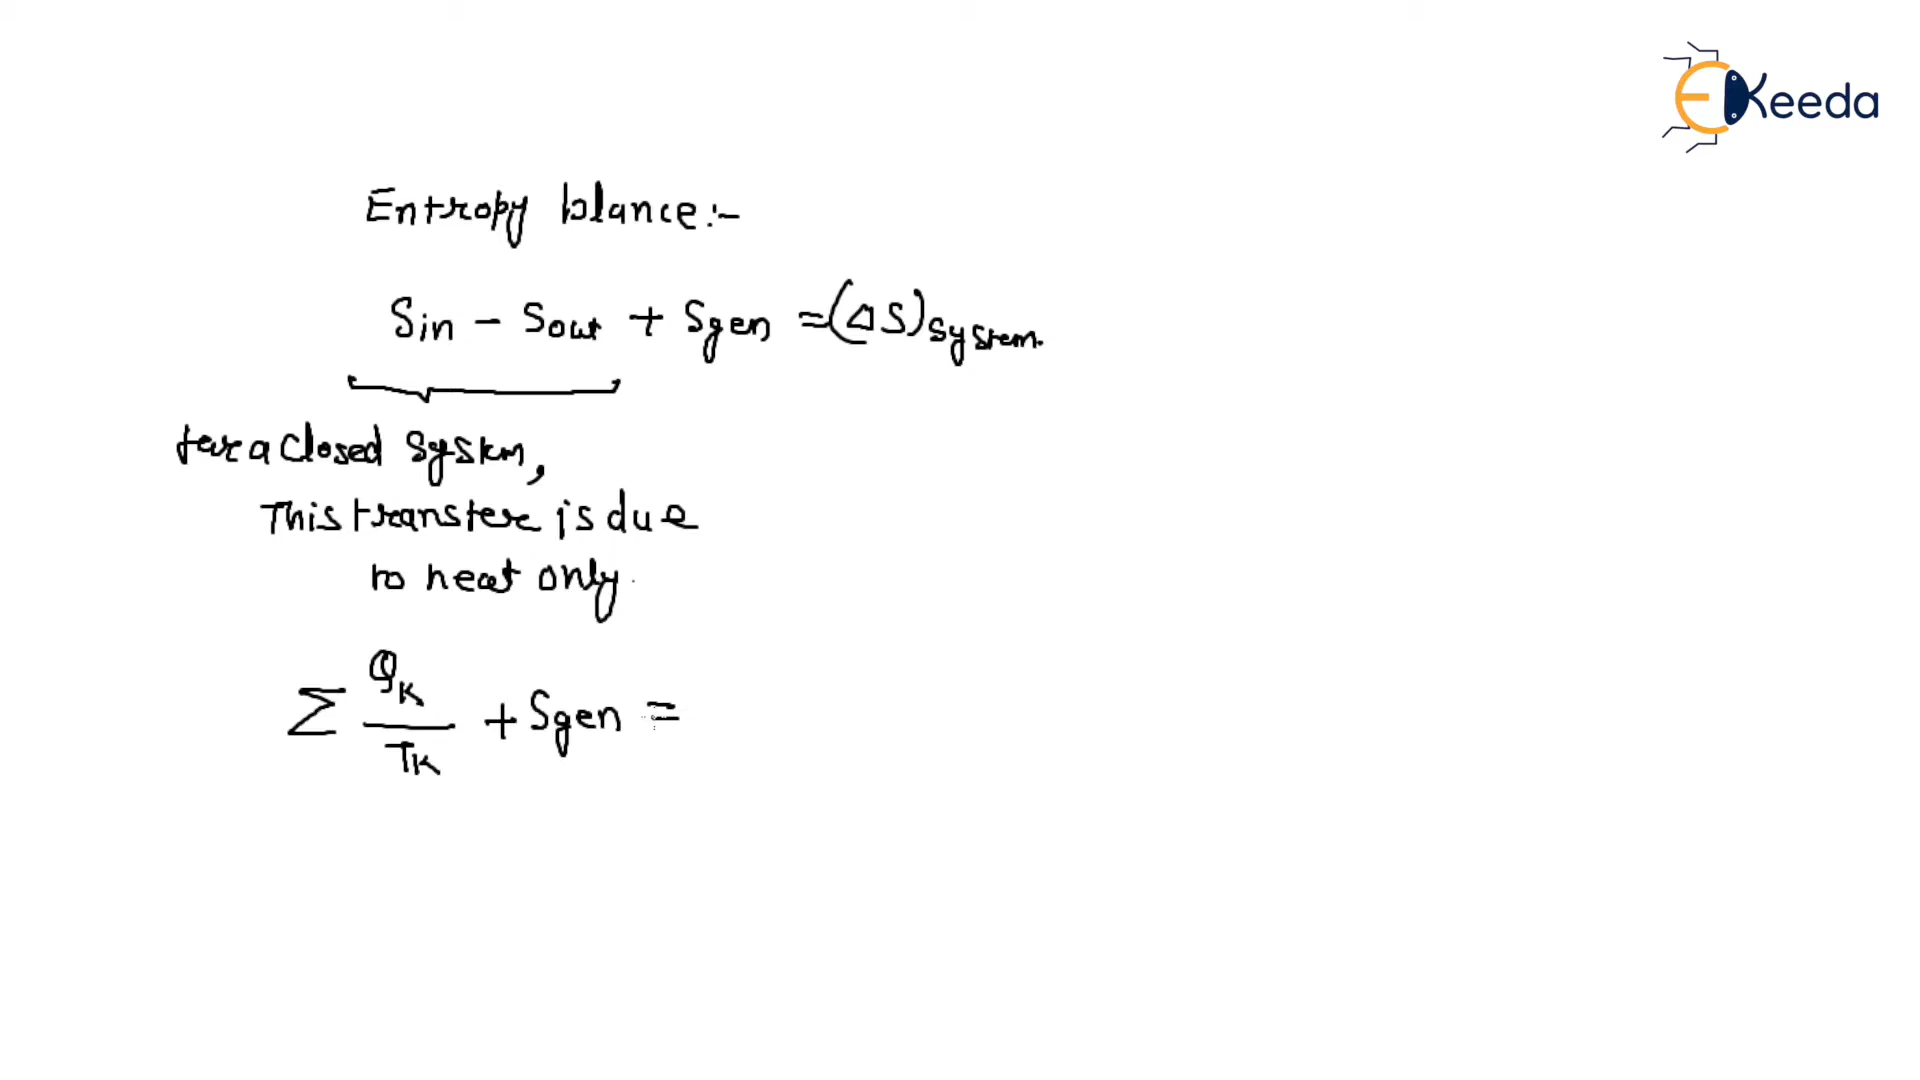 EKeeda
Entropy blance:-
Sin - Sout + Sgen = (ΔS)system.
for a closed system,
This transfer is due
to heat only.
Σ QK/TK + Sgen =